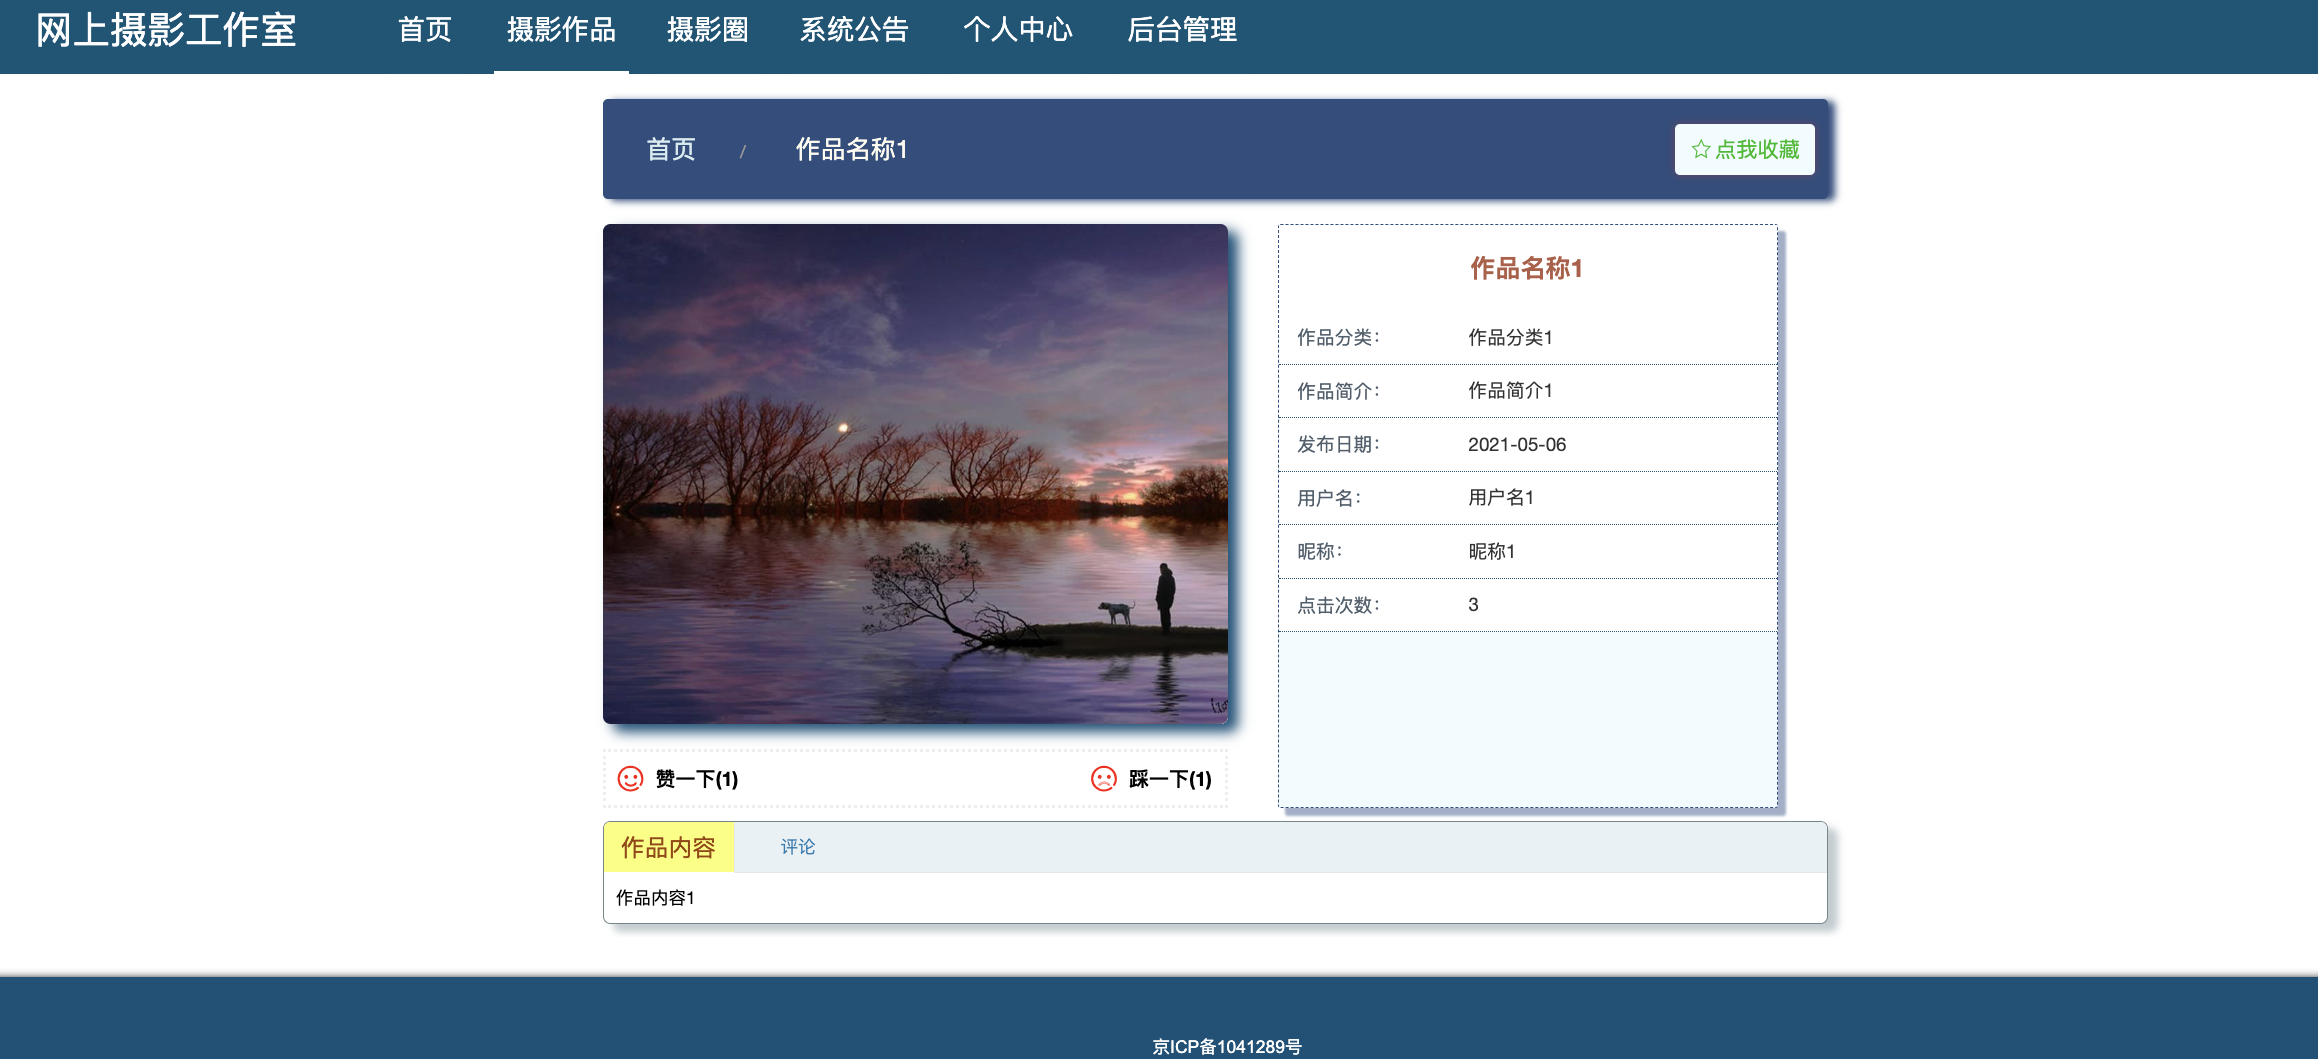 网上摄影工作室 首页 摄影作品 摄影圈 系统公告 个人中心 后台管理
首页 / 作品名称1 点我收藏
作品名称1
作品分类: 作品分类1
作品简介: 作品简介1
发布日期: 2021-05-06
用户名: 用户名1
昵称: 昵称1
点击次数: 3
赞一下(1) 踩一下(1)
作品内容 评论
作品内容1
京ICP备1041289号